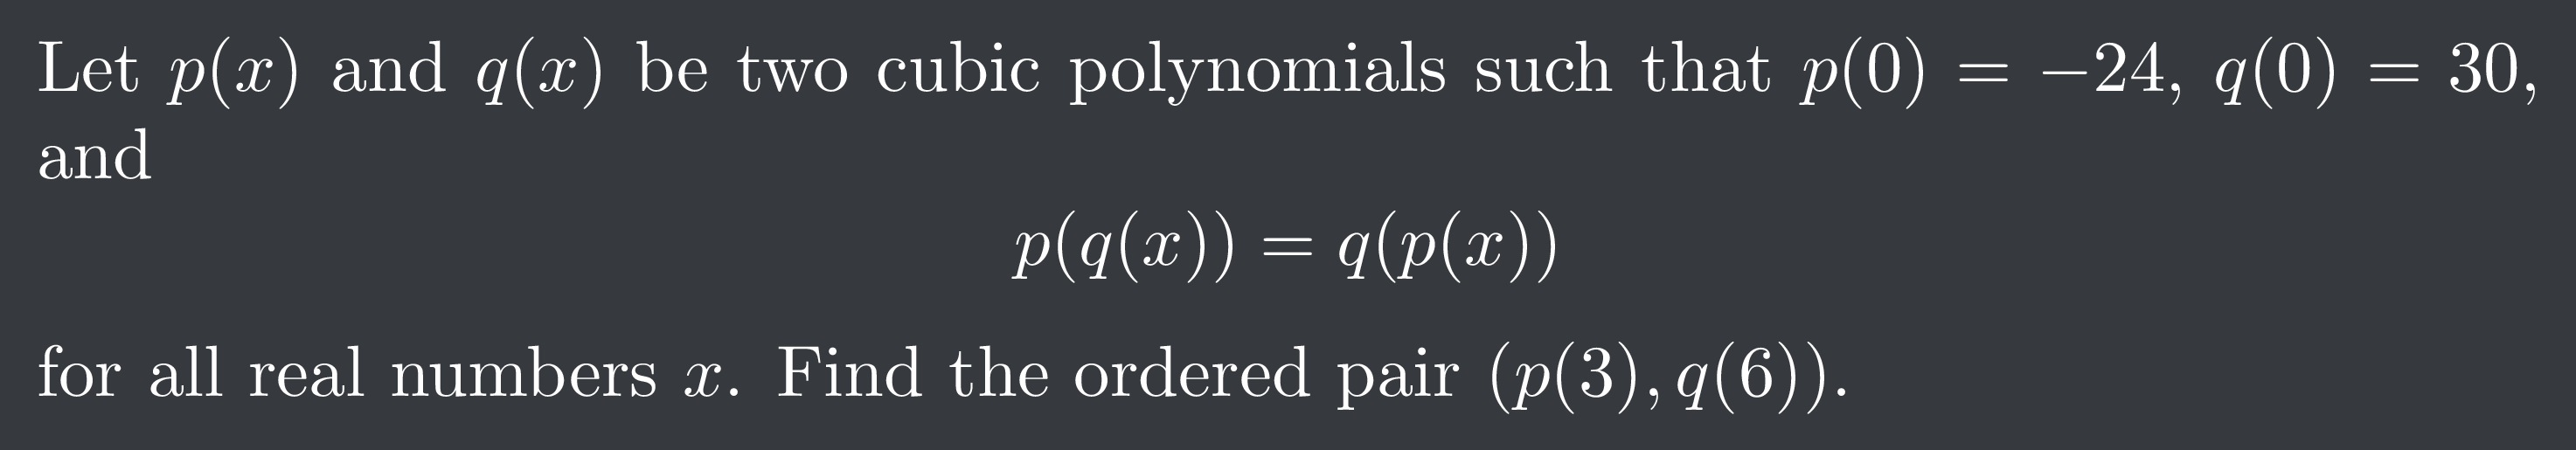 Let p(x) and q(x) be two cubic polynomials such that p(0) = −24, q(0) = 30,
and
p(q(x)) = q(p(x))
for all real numbers x. Find the ordered pair (p(3), q(6)).